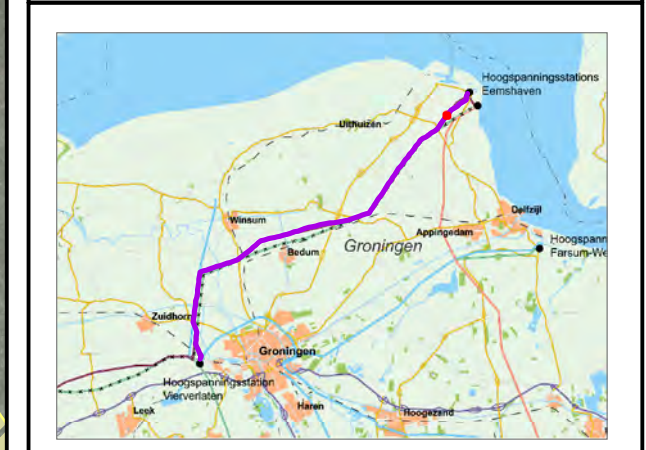 Hoogspanningsstations
Eemshaven
Uithuizen
Delfzijl
Winsum
Appingedam
Groningen
Bedum
Hoogspann
Farsum-We
Zuidhorn
Groningen
Hoogspanningsstation
Vierverlaten
Leek
Haren
Hoogezand